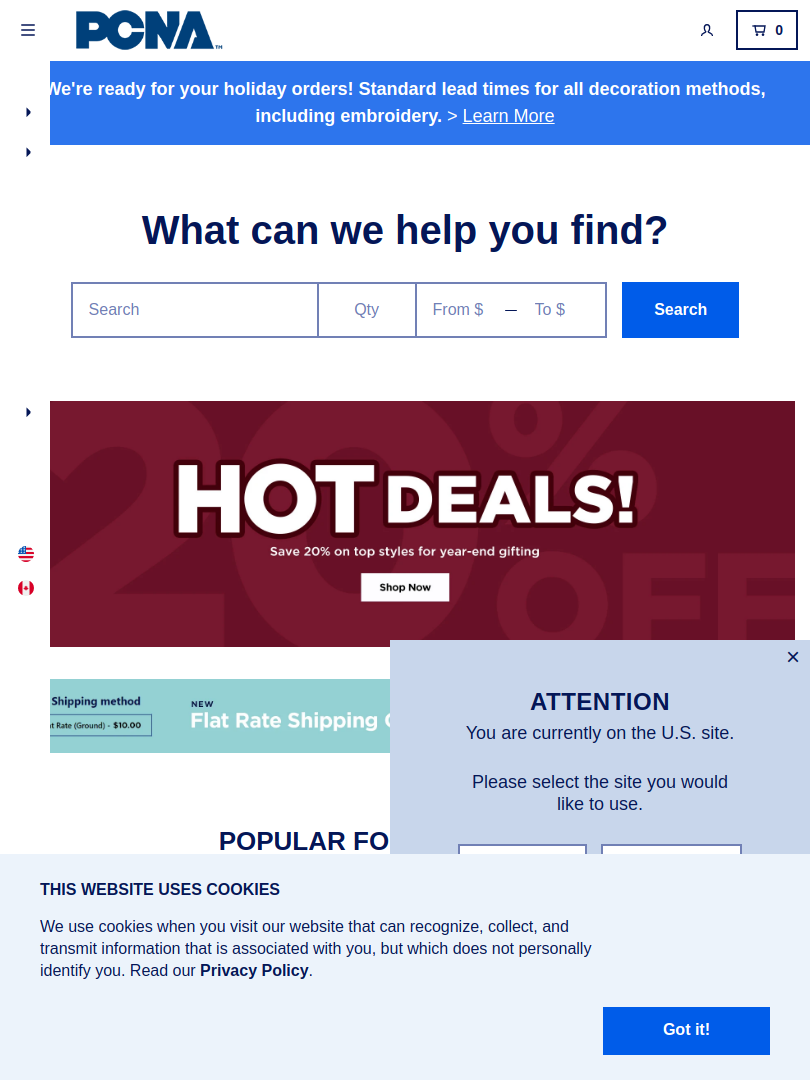 PCNA
TM
0
We're ready for your holiday orders! Standard lead times for all decoration methods,
including embroidery. > Learn More
What can we help you find?
Search
Qty
From $ — To $
Search
20%
OFF
HOT DEALS!
Save 20% on top styles for year-end gifting
Shop Now
×
Shipping method
NEW
Rate (Ground) - $10.00
Flat Rate Shipping
ATTENTION
You are currently on the U.S. site.
Please select the site you would
like to use.
POPULAR FO
THIS WEBSITE USES COOKIES
We use cookies when you visit our website that can recognize, collect, and
transmit information that is associated with you, but which does not personally
identify you. Read our Privacy Policy.
Got it!